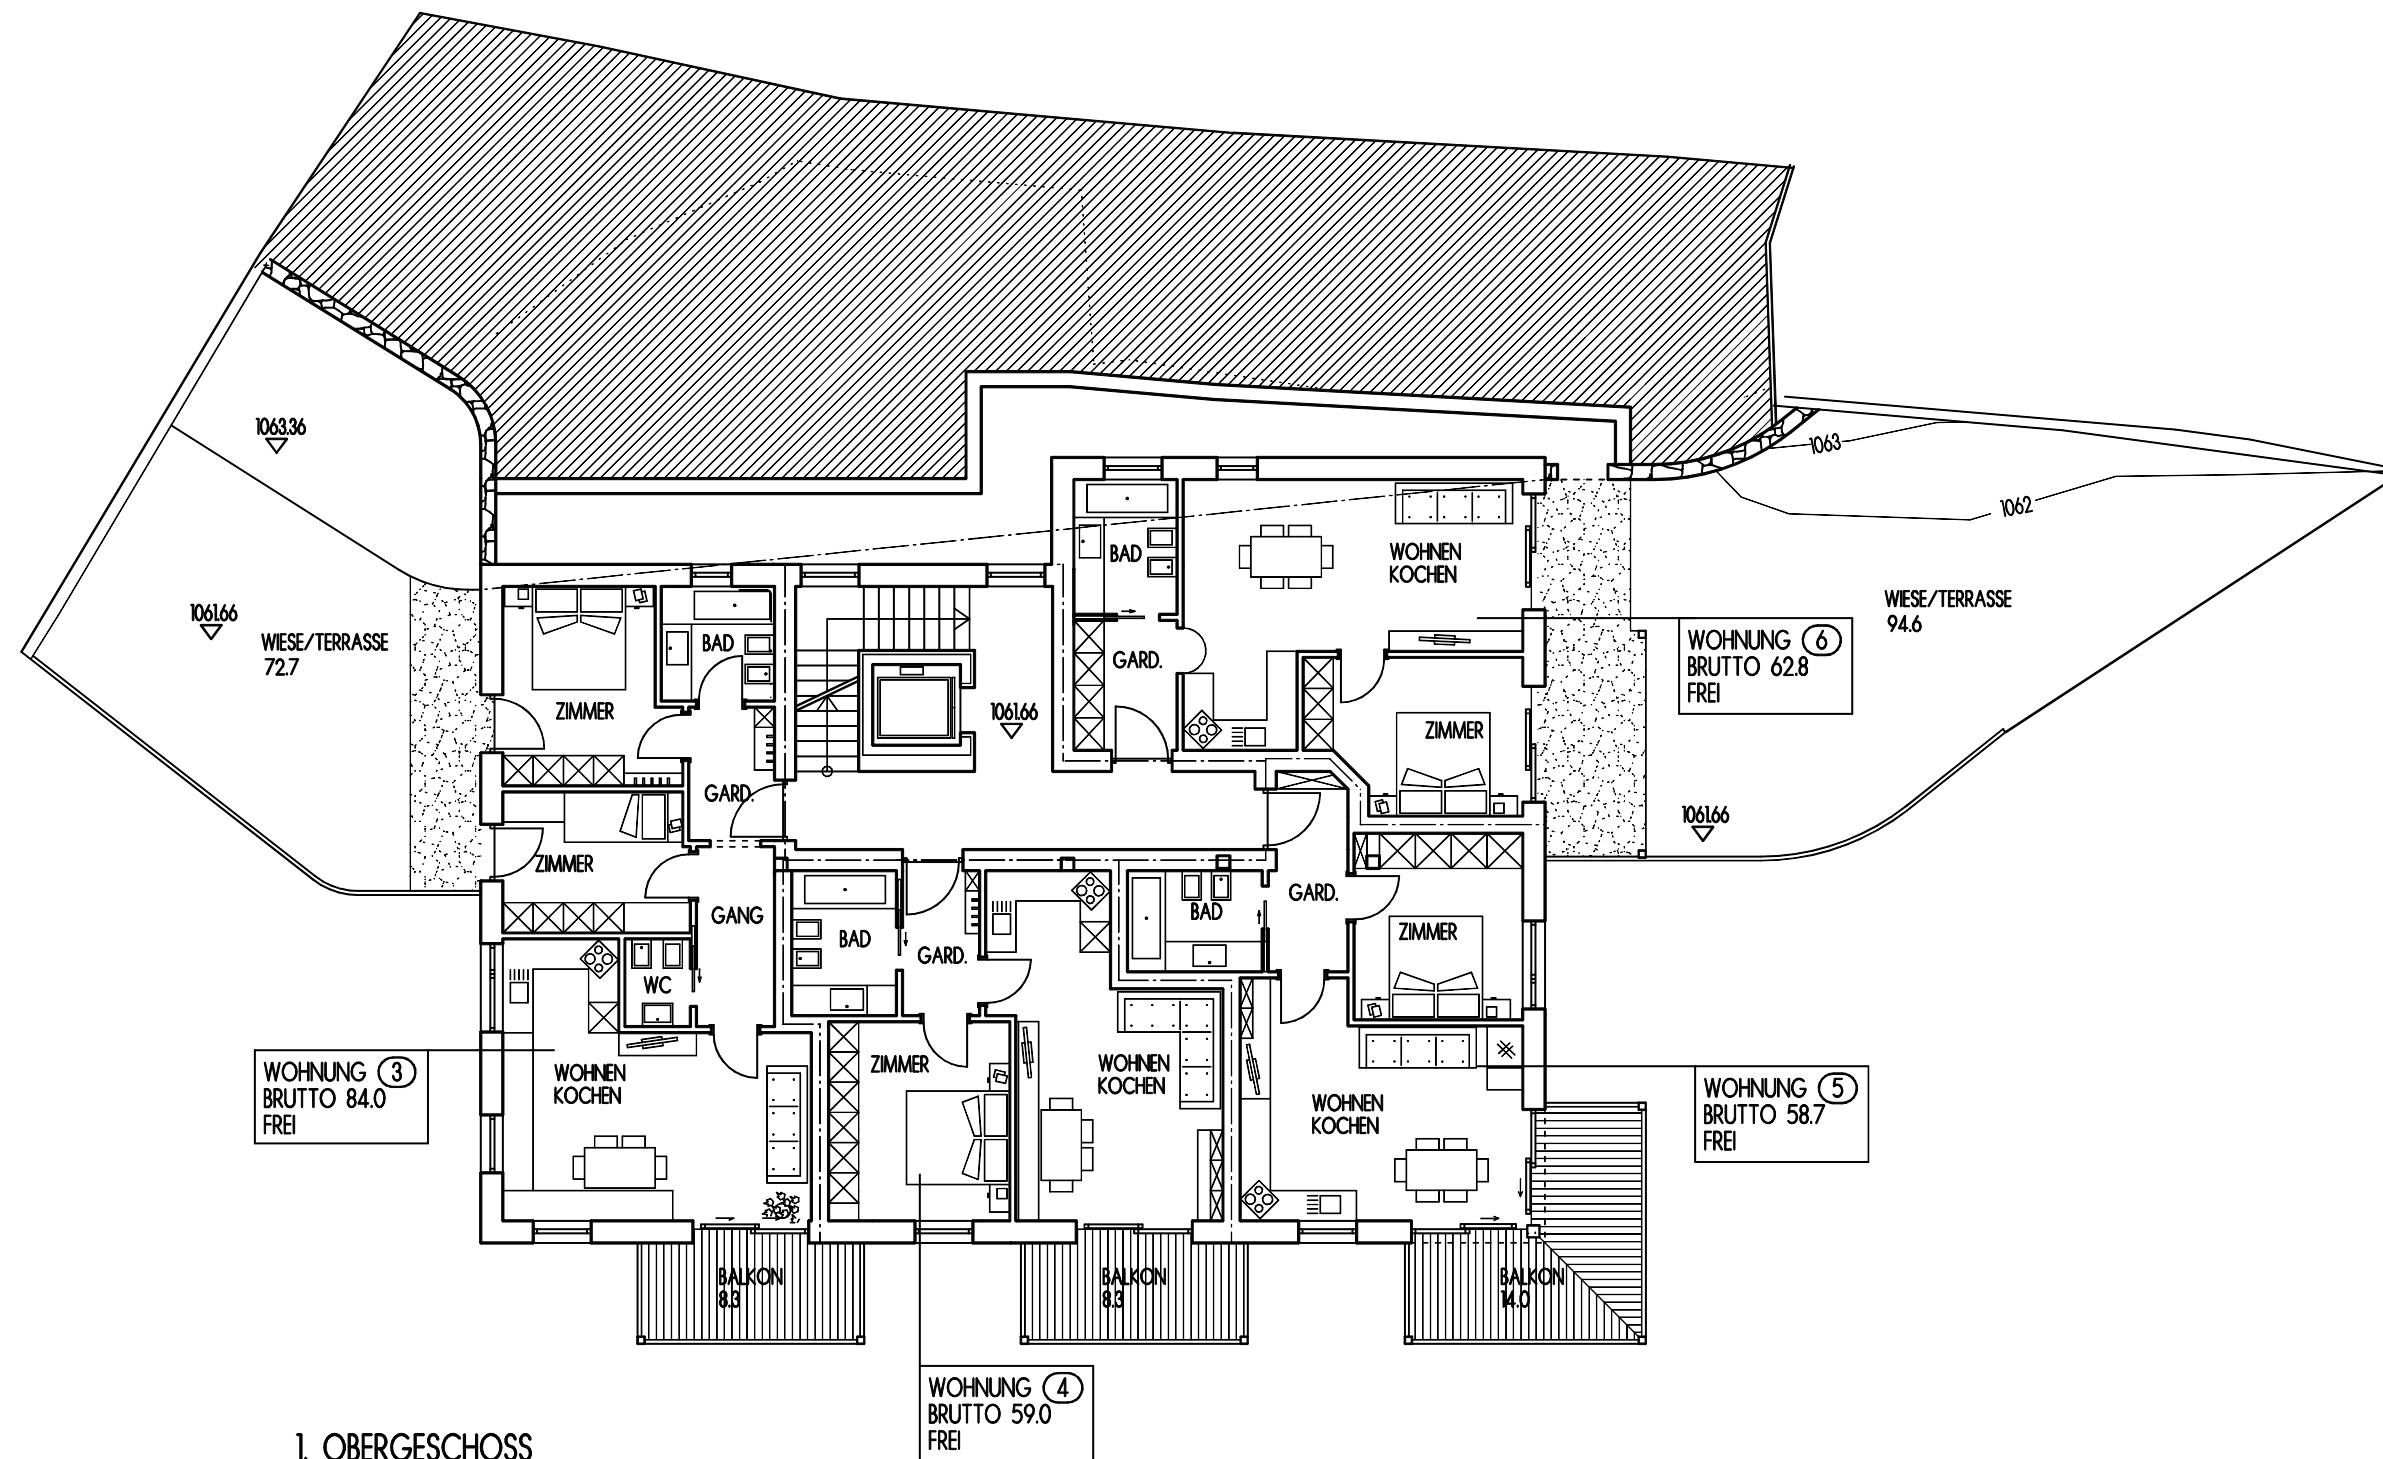 1063
1062
1063.36
1061.66
WIESE/TERRASSE
72.7
BAD
WOHNEN
KOCHEN
WIESE/TERRASSE
94.6
WOHNUNG 6
BRUTTO 62.8
FREI
BAD
GARD.
ZIMMER
1061.66
ZIMMER
GARD.
1061.66
ZIMMER
GANG
BAD
GARD.
BAD
GARD.
ZIMMER
WC
WOHNUNG 3
BRUTTO 84.0
FREI
WOHNEN
KOCHEN
ZIMMER
WOHNEN
KOCHEN
WOHNEN
KOCHEN
WOHNUNG 5
BRUTTO 58.7
FREI
BALKON
8.3
BALKON
8.3
BALKON
14.0
WOHNUNG 4
BRUTTO 59.0
FREI
1. OBERGESCHOSS